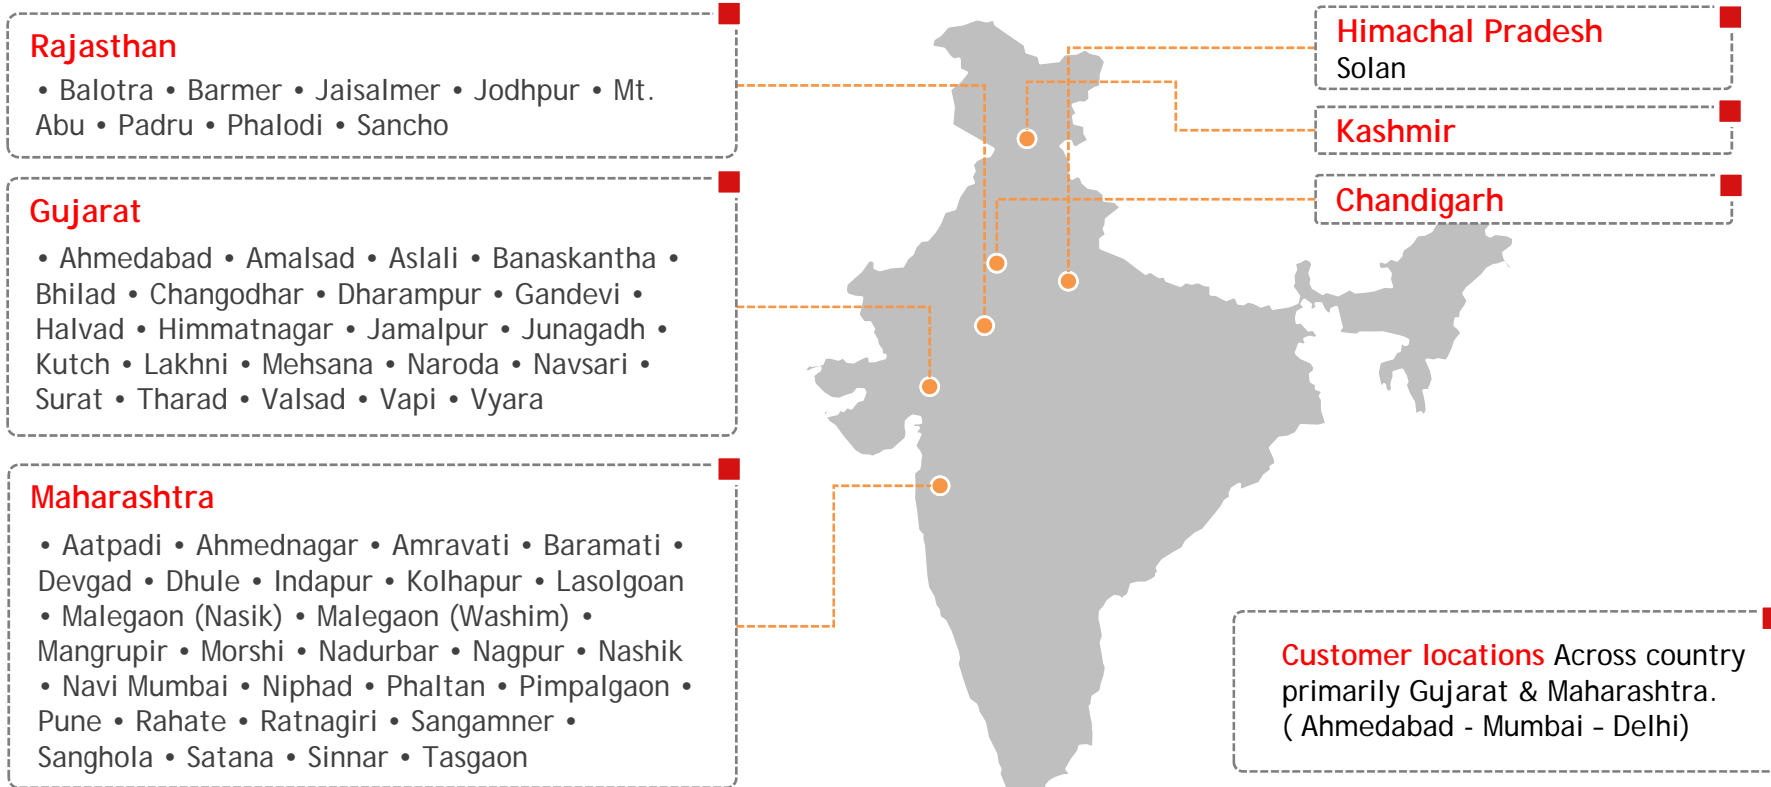 Rajasthan
• Balotra • Barmer • Jaisalmer • Jodhpur • Mt.
Abu • Padru • Phalodi • Sancho
Gujarat
• Ahmedabad • Amalsad • Aslali • Banaskantha •
Bhilad • Changodhar • Dharampur • Gandevi •
Halvad • Himmatnagar • Jamalpur • Junagadh •
Kutch • Lakhni • Mehsana • Naroda • Navsari •
Surat • Tharad • Valsad • Vapi • Vyara
Maharashtra
• Aatpadi • Ahmednagar • Amravati • Baramati •
Devgad • Dhule • Indapur • Kolhapur • Lasolgoan
• Malegaon (Nasik) • Malegaon (Washim) •
Mangrupir • Morshi • Nadurbar • Nagpur • Nashik
• Navi Mumbai • Niphad • Phaltan • Pimpalgaon •
Pune • Rahate • Ratnagiri • Sangamner •
Sanghola • Satana • Sinnar • Tasgaon
Himachal Pradesh
Solan
Kashmir
Chandigarh
Customer locations Across country
primarily Gujarat & Maharashtra.
( Ahmedabad - Mumbai – Delhi)